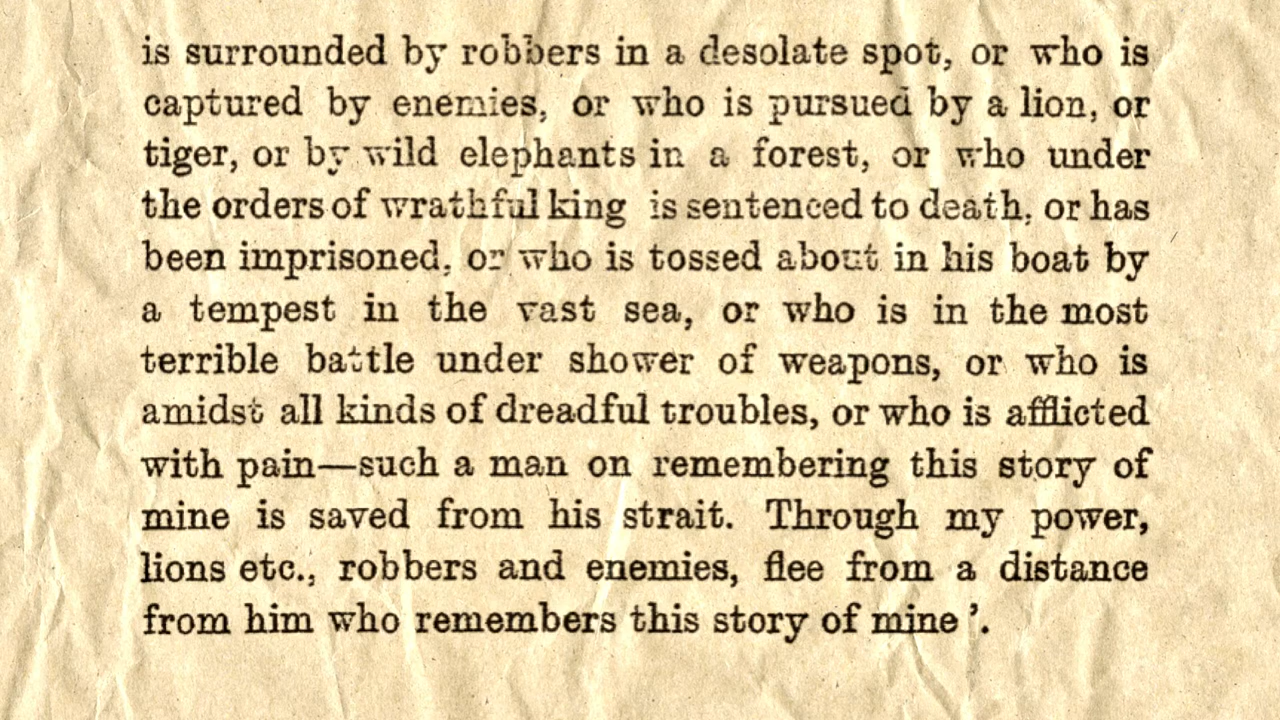 is surrounded by robbers in a desolate spot, or who is
captured by enemies, or who is pursued by a lion, or
tiger, or by wild elephants in a forest, or who under
the orders of wrathful king is sentenced to death, or has
been imprisoned, or who is tossed about in his boat by
a tempest in the vast sea, or who is in the most
terrible battle under shower of weapons, or who is
amidst all kinds of dreadful troubles, or who is afflicted
with pain—such a man on remembering this story of
mine is saved from his strait. Through my power,
lions etc., robbers and enemies, flee from a distance
from him who remembers this story of mine ’.